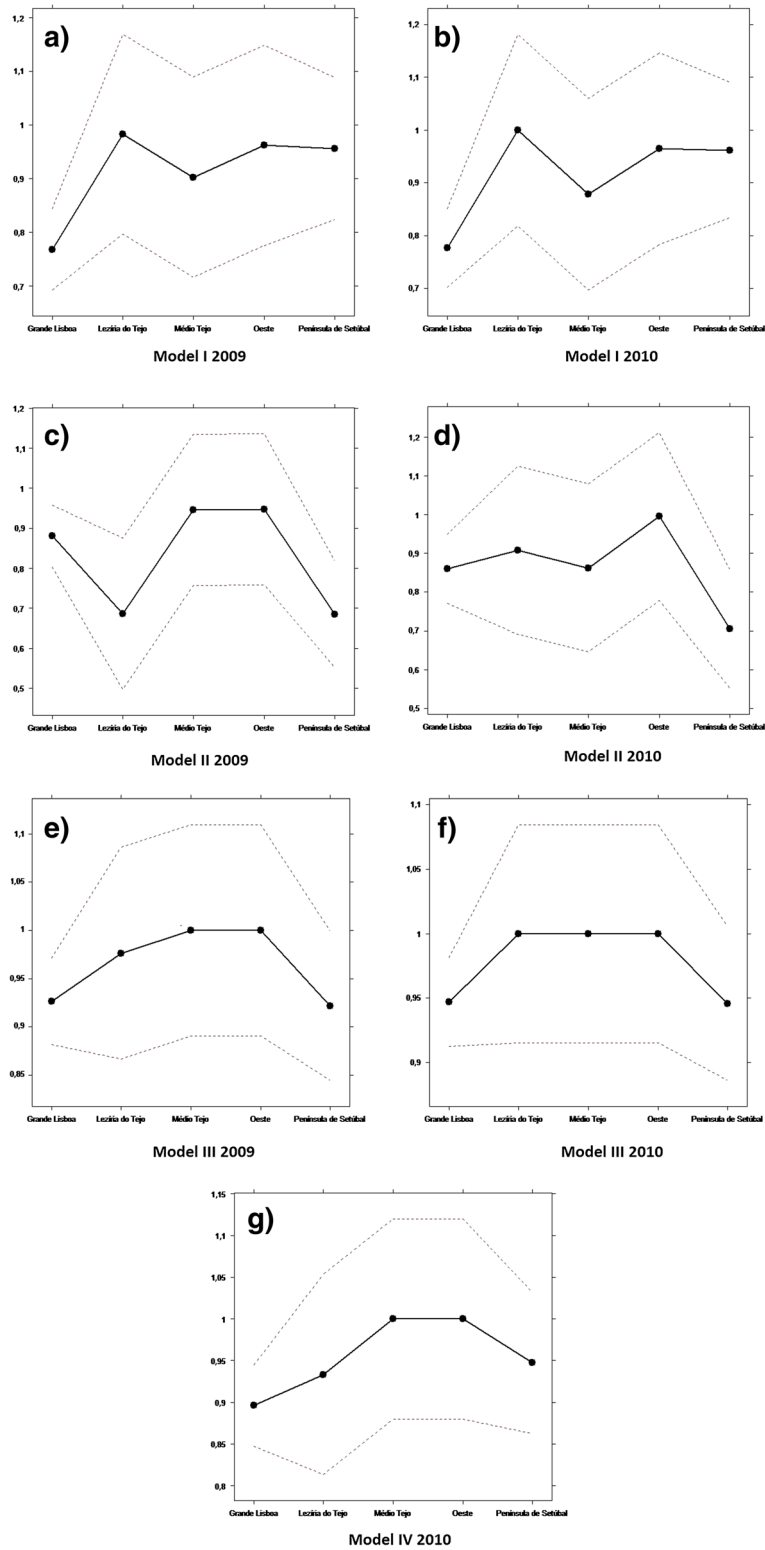 a)
1,2
1,1
1
0,9
0,8
0,7
Grande Lisboa Lezíria do Tejo Médio Tejo Oeste Península de Setúbal
Model I 2009
b)
1,2
1,1
1
0,9
0,8
0,7
Grande Lisboa Lezíria do Tejo Médio Tejo Oeste Península de Setúbal
Model I 2010
c)
1,2
1,1
1
0,9
0,8
0,7
0,6
0,5
Grande Lisboa Lezíria do Tejo Médio Tejo Oeste Península de Setúbal
Model II 2009
d)
1,2
1,1
1
0,9
0,8
0,7
0,6
0,5
Grande Lisboa Lezíria do Tejo Médio Tejo Oeste Península de Setúbal
Model II 2010
e)
1,1
1,05
1
0,95
0,9
0,85
Grande Lisboa Lezíria do Tejo Médio Tejo Oeste Península de Setúbal
Model III 2009
f)
1,1
1,05
1
0,95
0,9
Grande Lisboa Lezíria do Tejo Médio Tejo Oeste Península de Setúbal
Model III 2010
g)
1,15
1,1
1,05
1
0,95
0,9
0,85
0,8
Grande Lisboa Lezíria do Tejo Médio Tejo Oeste Península de Setúbal
Model IV 2010